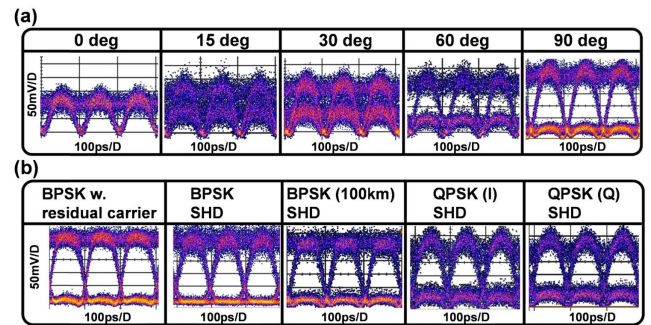 (a)
0 deg 15 deg 30 deg 60 deg 90 deg
50mV/D
100ps/D 100ps/D 100ps/D 100ps/D 100ps/D
(b)
BPSK w. BPSK BPSK (100km) QPSK (I) QPSK (Q)
residual carrier SHD SHD SHD SHD
50mV/D
100ps/D 100ps/D 100ps/D 100ps/D 100ps/D